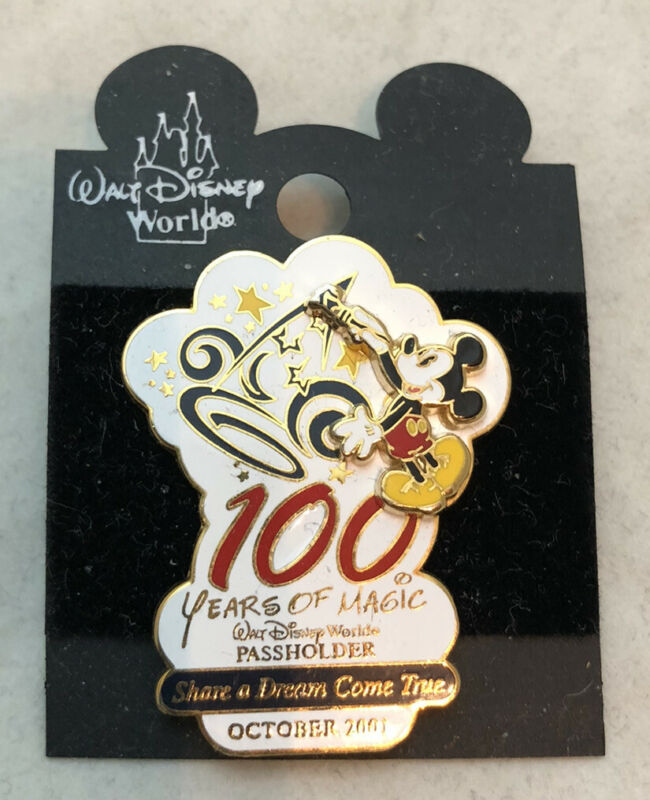 Walt Disney
World®
100
Years of Magic
Walt Disney World®
PASSHOLDER
Share a Dream Come True
OCTOBER 2001